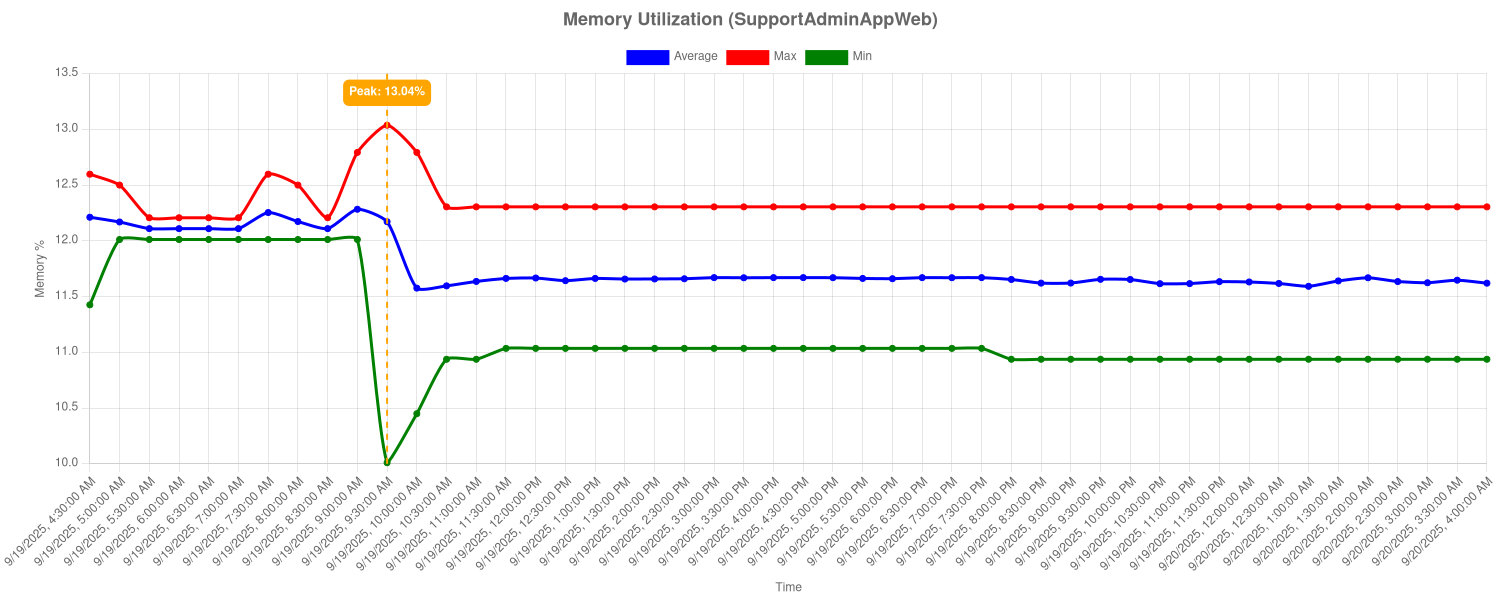 Memory Utilization (SupportAdminAppWeb)
Average Max Min
Peak: 13.04%
13.5
13.0
12.5
12.0
11.5
11.0
10.5
10.0
Memory %
9/19/2025, 4:30:00 AM
9/19/2025, 5:00:00 AM
9/19/2025, 5:30:00 AM
9/19/2025, 6:00:00 AM
9/19/2025, 6:30:00 AM
9/19/2025, 7:00:00 AM
9/19/2025, 7:30:00 AM
9/19/2025, 8:00:00 AM
9/19/2025, 8:30:00 AM
9/19/2025, 9:00:00 AM
9/19/2025, 9:30:00 AM
9/19/2025, 10:00:00 AM
9/19/2025, 10:30:00 AM
9/19/2025, 11:00:00 AM
9/19/2025, 11:30:00 AM
9/19/2025, 12:00:00 PM
9/19/2025, 12:30:00 PM
9/19/2025, 1:00:00 PM
9/19/2025, 1:30:00 PM
9/19/2025, 2:00:00 PM
9/19/2025, 2:30:00 PM
9/19/2025, 3:00:00 PM
9/19/2025, 3:30:00 PM
9/19/2025, 4:00:00 PM
9/19/2025, 4:30:00 PM
9/19/2025, 5:00:00 PM
9/19/2025, 5:30:00 PM
9/19/2025, 6:00:00 PM
9/19/2025, 6:30:00 PM
9/19/2025, 7:00:00 PM
9/19/2025, 7:30:00 PM
9/19/2025, 8:00:00 PM
9/19/2025, 8:30:00 PM
9/19/2025, 9:00:00 PM
9/19/2025, 9:30:00 PM
9/19/2025, 10:00:00 PM
9/19/2025, 10:30:00 PM
9/19/2025, 11:00:00 PM
9/19/2025, 11:30:00 PM
9/20/2025, 12:00:00 AM
9/20/2025, 12:30:00 AM
9/20/2025, 1:00:00 AM
9/20/2025, 1:30:00 AM
9/20/2025, 2:00:00 AM
9/20/2025, 2:30:00 AM
9/20/2025, 3:00:00 AM
9/20/2025, 3:30:00 AM
9/20/2025, 4:00:00 AM
Time